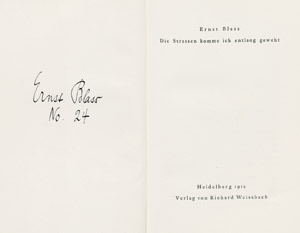 Ernst Blass
No. 24
Ernst Blass
Die Strassen komme ich entlang geweht
Heidelberg 1912
Verlag von Richard Weissbach